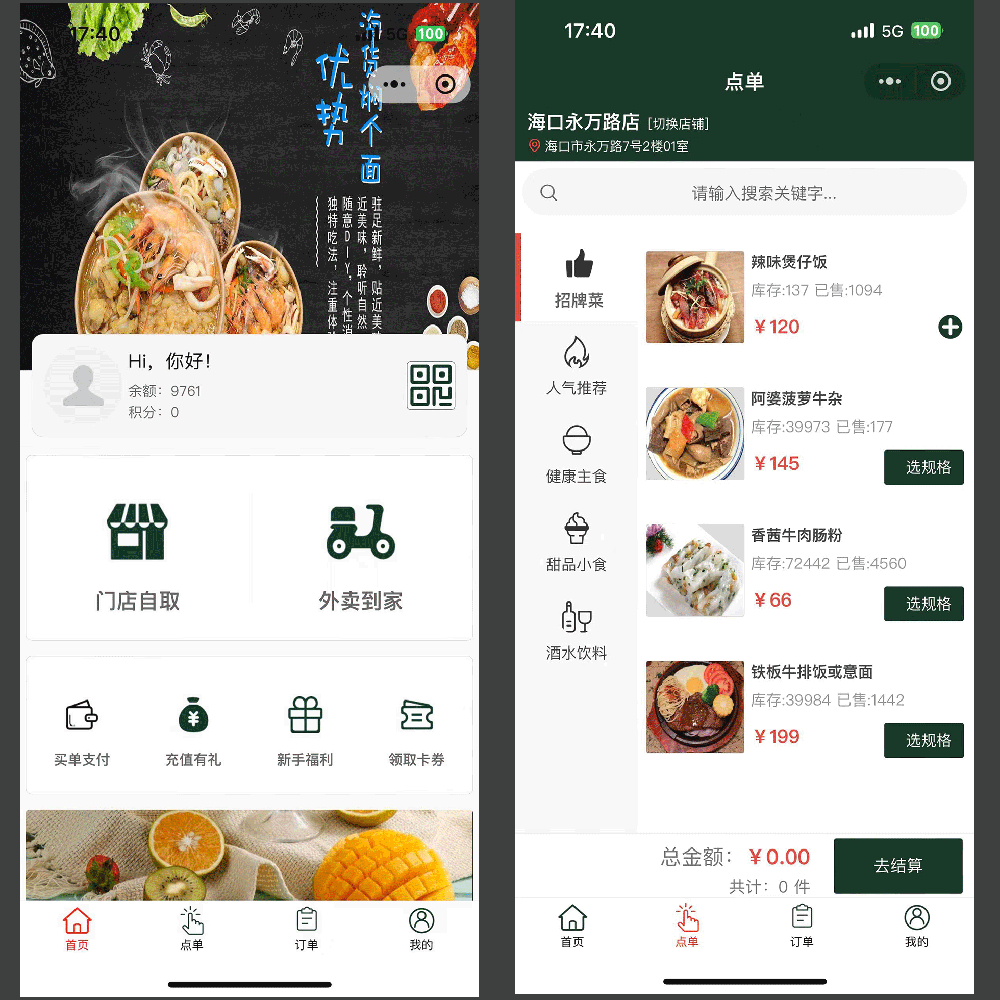 17:40
5G 100
海货焖个面
优势
驻足新鲜，贴近美味
近美味，聆听自然
随意DIY，个性消
独特吃法，注重体验
Hi，你好！
余额：9761
积分：0
门店自取
外卖到家
买单支付
充值有礼
新手福利
领取卡券
首页
点单
订单
我的
17:40
5G 100
点单
海口永万路店 [切换店铺]
海口市永万路7号2楼01室
请输入搜索关键字...
招牌菜
人气推荐
健康主食
甜品小食
酒水饮料
辣味煲仔饭
库存:137 已售:1094
￥120
阿婆菠萝牛杂
库存:39973 已售:177
￥145
选规格
香茜牛肉肠粉
库存:72442 已售:4560
￥66
选规格
铁板牛排饭或意面
库存:39984 已售:1442
￥199
选规格
总金额：￥0.00
共计：0 件
去结算
首页
点单
订单
我的